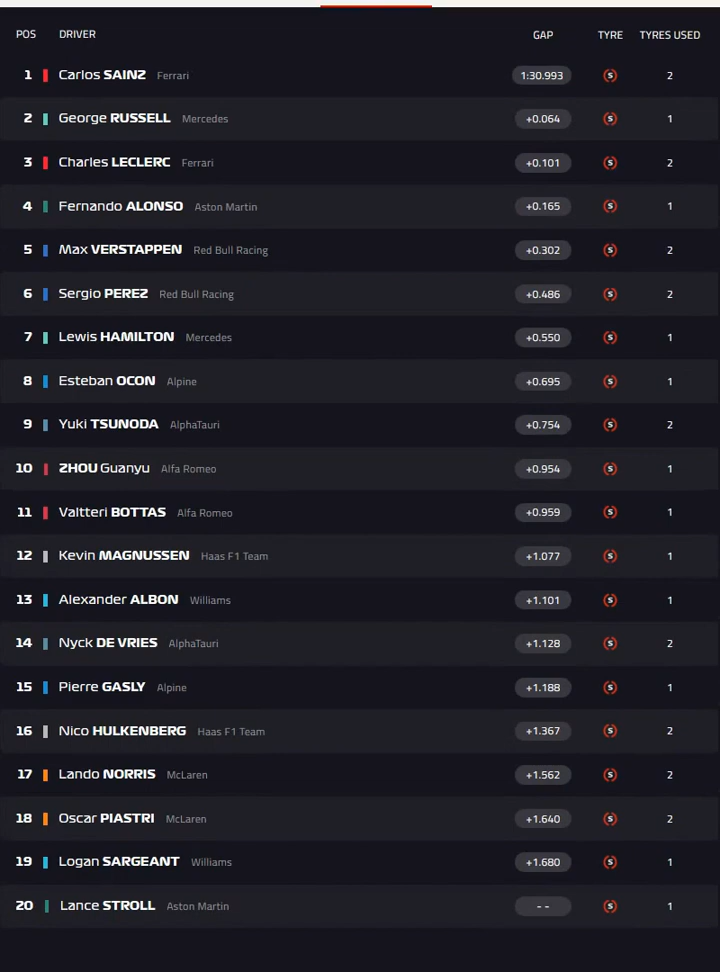 POS DRIVER GAP TYRE TYRES USED
1 Carlos SAINZ Ferrari 1:30.993 S 2
2 George RUSSELL Mercedes +0.064 S 1
3 Charles LECLERC Ferrari +0.101 S 2
4 Fernando ALONSO Aston Martin +0.165 S 1
5 Max VERSTAPPEN Red Bull Racing +0.302 S 2
6 Sergio PEREZ Red Bull Racing +0.486 S 2
7 Lewis HAMILTON Mercedes +0.550 S 1
8 Esteban OCON Alpine +0.695 S 1
9 Yuki TSUNODA AlphaTauri +0.754 S 2
10 ZHOU Guanyu Alfa Romeo +0.954 S 1
11 Valtteri BOTTAS Alfa Romeo +0.959 S 1
12 Kevin MAGNUSSEN Haas F1 Team +1.077 S 1
13 Alexander ALBON Williams +1.101 S 1
14 Nyck DE VRIES AlphaTauri +1.128 S 2
15 Pierre GASLY Alpine +1.188 S 1
16 Nico HULKENBERG Haas F1 Team +1.367 S 2
17 Lando NORRIS McLaren +1.562 S 2
18 Oscar PIASTRI McLaren +1.640 S 2
19 Logan SARGEANT Williams +1.680 S 1
20 Lance STROLL Aston Martin - - S 1